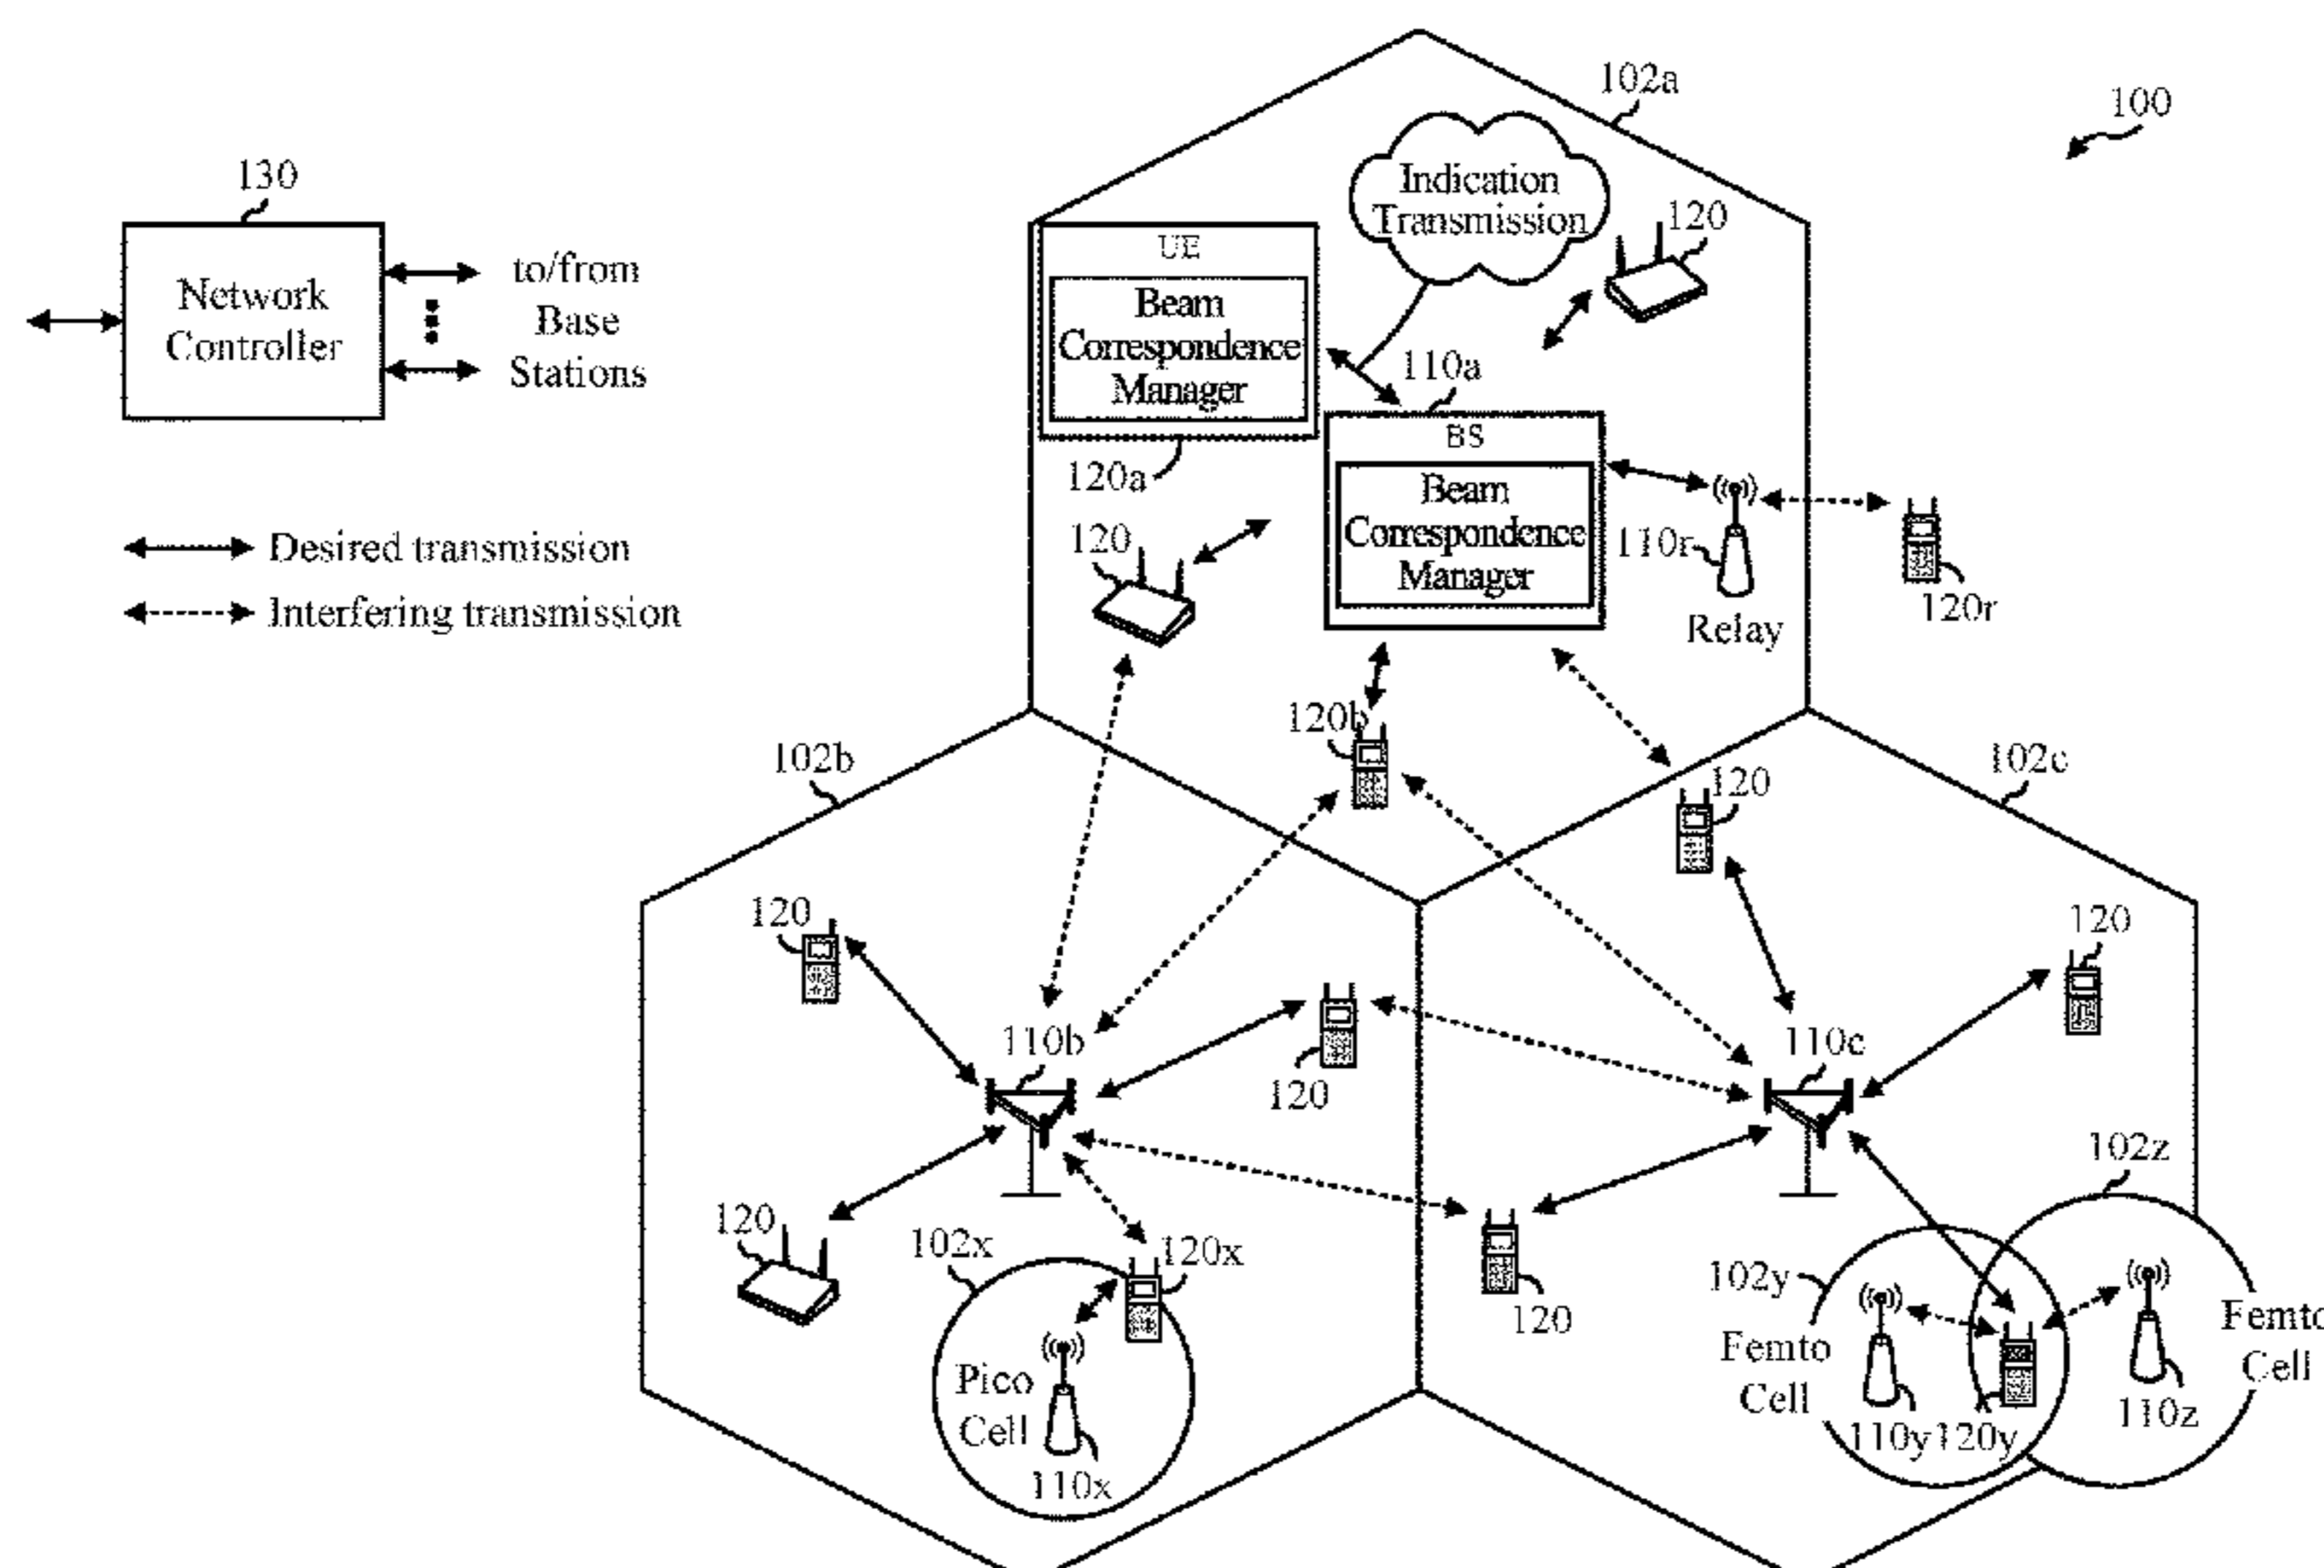 102a
100
130
Indication
Transmission
120
UE
Network
Controller
to/from
Base
Stations
Beam
Correspondence
Manager
110a
BS
120a
Beam
Correspondence
Manager
110r
120r
Relay
Desired transmission
Interfering transmission
120
120b
102b
102c
120
120
120
110b
110c
120
102z
120
102x
120x
102y
120
Femto
Cell
Femto
Cell
Pico
Cell
110y
120y
110z
110x